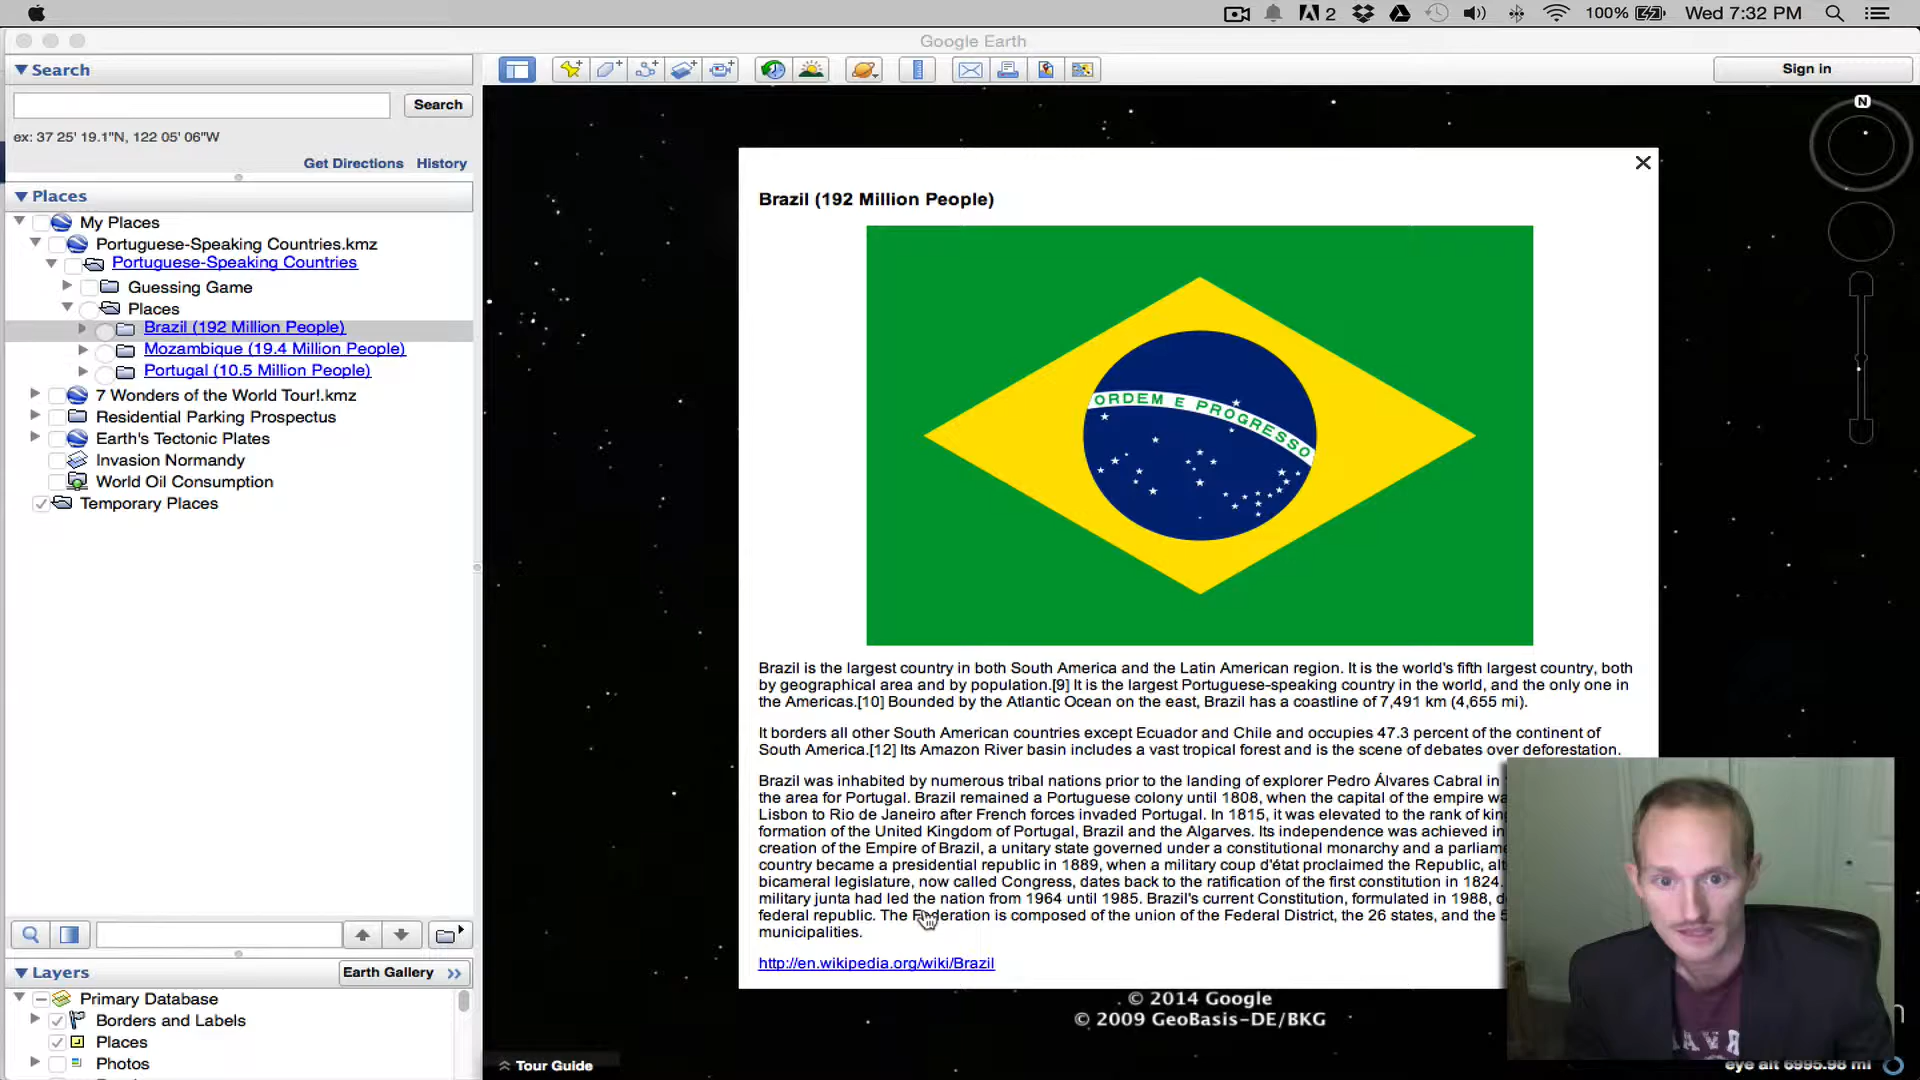 2
100%
Wed 7:32 PM
Google Earth
Search
Search
ex: 37 25' 19.1"N, 122 05' 06"W
Get Directions
History
Sign in
N
Places
My Places
Portuguese-Speaking Countries.kmz
Portuguese-Speaking Countries
Guessing Game
Places
Brazil (192 Million People)
Mozambique (19.4 Million People)
Portugal (10.5 Million People)
7 Wonders of the World Tour!.kmz
Residential Parking Prospectus
Earth's Tectonic Plates
Invasion Normandy
World Oil Consumption
Temporary Places
Layers
Earth Gallery >>
Primary Database
Borders and Labels
Places
Photos
Brazil (192 Million People)
ORDEM E PROGRESSO
Brazil is the largest country in both South America and the Latin American region. It is the world's fifth largest country, both
by geographical area and by population.[9] It is the largest Portuguese-speaking country in the world, and the only one in
the Americas.[10] Bounded by the Atlantic Ocean on the east, Brazil has a coastline of 7,491 km (4,655 mi).
It borders all other South American countries except Ecuador and Chile and occupies 47.3 percent of the continent of
South America.[12] Its Amazon River basin includes a vast tropical forest and is the scene of debates over deforestation.
Brazil was inhabited by numerous tribal nations prior to the landing of explorer Pedro Álvares Cabral in
the area for Portugal. Brazil remained a Portuguese colony until 1808, when the capital of the empire
Lisbon to Rio de Janeiro after French forces invaded Portugal. In 1815, it was elevated to the rank of
formation of the United Kingdom of Portugal, Brazil and the Algarves. Its independence was achieved in
creation of the Empire of Brazil, a unitary state governed under a constitutional monarchy and a
country became a presidential republic in 1889, when a military coup d'état proclaimed the Republic,
bicameral legislature, now called Congress, dates back to the ratification of the first constitution in 1824.
military junta had led the nation from 1964 until 1985. Brazil's current Constitution, formulated in 1988,
federal republic. The Federation is composed of the union of the Federal District, the 26 states, and the
municipalities.
http://en.wikipedia.org/wiki/Brazil
© 2014 Google
© 2009 GeoBasis-DE/BKG
Tour Guide
eye alt 6995.98 mi